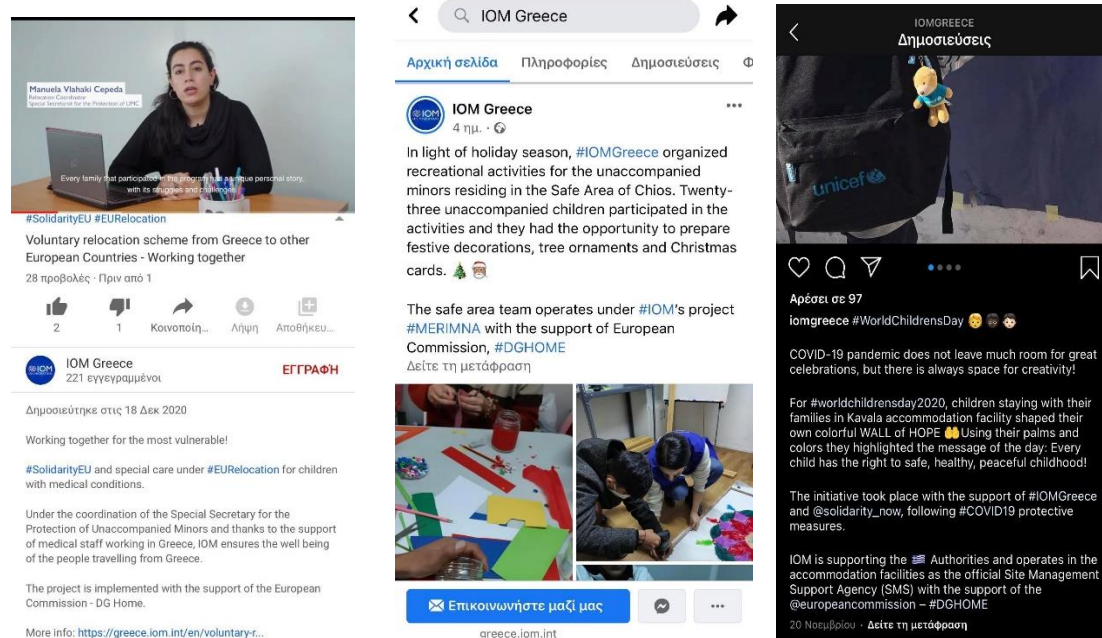 Manuela Vlahaki Cepeda
Relocation Coordinator
Special Secretariat for the Protection of UMC
Every family that participated in the program had a unique personal story,
with its struggles and challenges
#SolidarityEU #EURelocation
Voluntary relocation scheme from Greece to other
European Countries - Working together
28 προβολές · Πριν από 1
2
1
Κοινοποίη...
Λήψη
Αποθήκευ...
IOM
IOM Greece
221 εγγεγραμμένοι
ΕΓΓΡΑΦΉ
Δημοσιεύτηκε στις 18 Δεκ 2020
Working together for the most vulnerable!
#SolidarityEU and special care under #EURelocation for children
with medical conditions.
Under the coordination of the Special Secretary for the
Protection of Unaccompanied Minors and thanks to the support
of medical staff working in Greece, IOM ensures the well being
of the people travelling from Greece.
The project is implemented with the support of the European
Commission - DG Home.
More info: https://greece.iom.int/en/voluntary-r...
IOM Greece
Αρχική σελίδα
Πληροφορίες
Δημοσιεύσεις
Φ
IOM
IOM Greece
4 ημ. ·
In light of holiday season, #IOMGreece organized
recreational activities for the unaccompanied
minors residing in the Safe Area of Chios. Twenty-
three unaccompanied children participated in the
activities and they had the opportunity to prepare
festive decorations, tree ornaments and Christmas
cards. 🎄 🎅
The safe area team operates under #IOM's project
#MERIMNA with the support of European
Commission, #DGHOME
Δείτε τη μετάφραση
Επικοινωνήστε μαζί μας
greece.iom.int
IOMGREECE
Δημοσιεύσεις
unicef
Αρέσει σε 97
iomgreece #WorldChildrensDay 👦 👦🏿 👦🏻
COVID-19 pandemic does not leave much room for great
celebrations, but there is always space for creativity!
For #worldchildrensday2020, children staying with their
families in Kavala accommodation facility shaped their
own colorful WALL of HOPE 🤲Using their palms and
colors they highlighted the message of the day: Every
child has the right to safe, healthy, peaceful childhood!
The initiative took place with the support of #IOMGreece
and @solidarity_now, following #COVID19 protective
measures.
IOM is supporting the 🇬🇷 Authorities and operates in the
accommodation facilities as the official Site Management
Support Agency (SMS) with the support of the
@europeancommission – #DGHOME
20 Νοεμβρίου · Δείτε τη μετάφραση